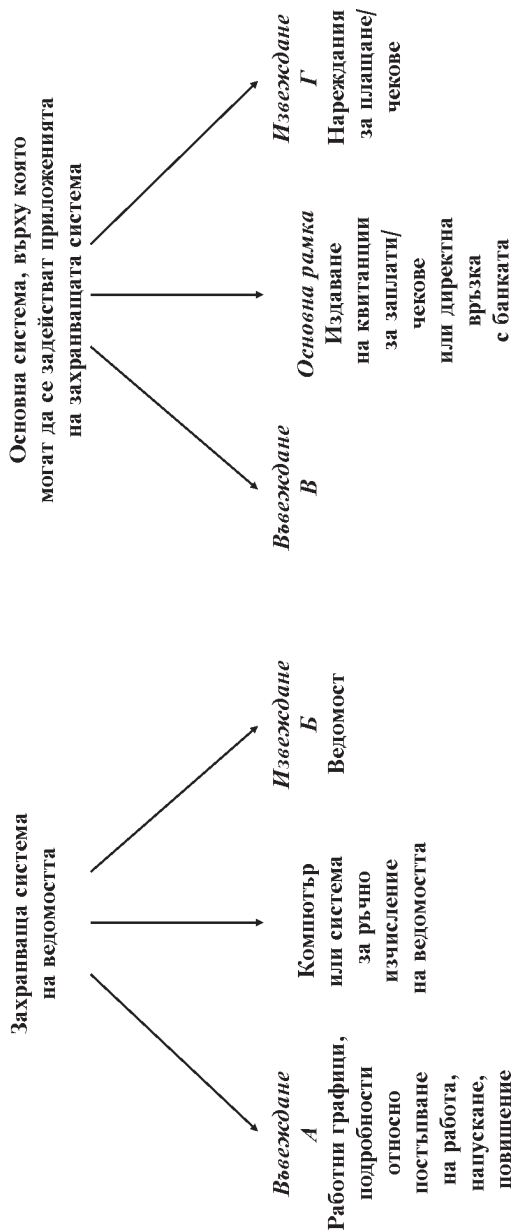 Захранваща система
на ведомостта
Въвеждане
А
Работни графици,
подробности
относно
постъпване
на работа,
напускане,
повишение
Компютър
или система
за ръчно
изчисление
на ведомостта
Извеждане
Б
Ведомост
Основна система, върху която
могат да се задействат приложенията
на захранващата система
Въвеждане
В
Основна рамка
Издаване
на квитанции
за заплати/
чекове
или директна
връзка
с банката
Извеждане
Г
Нареждания
за плащане/
чекове